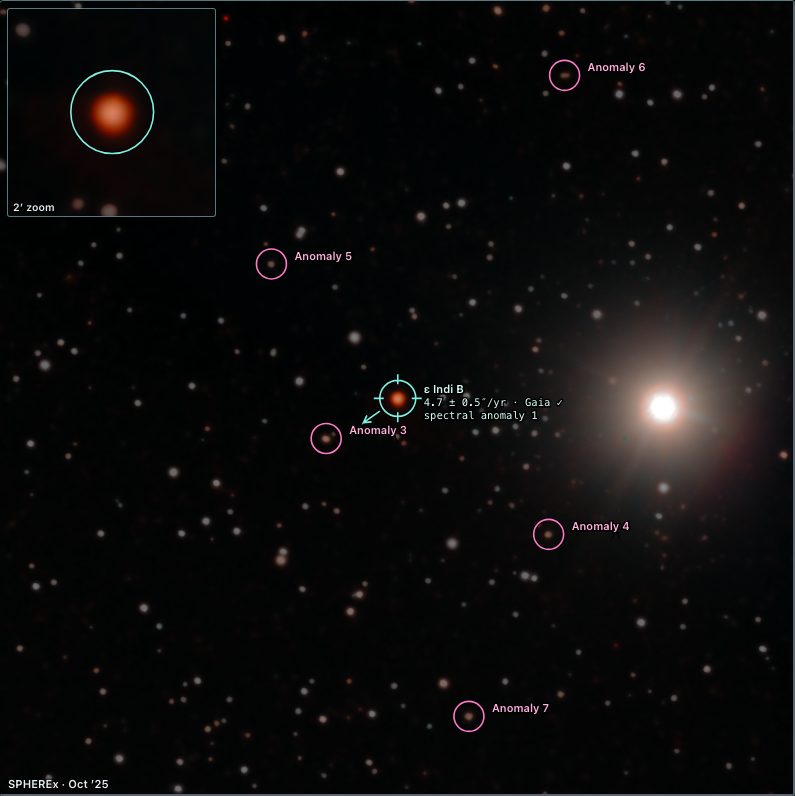 2′ zoom
Anomaly 6
Anomaly 5
ε Indi B
4.7 ± 0.5″/yr · Gaia ✓
spectral anomaly 1
Anomaly 3
Anomaly 4
Anomaly 7
SPHEREx · Oct ’25